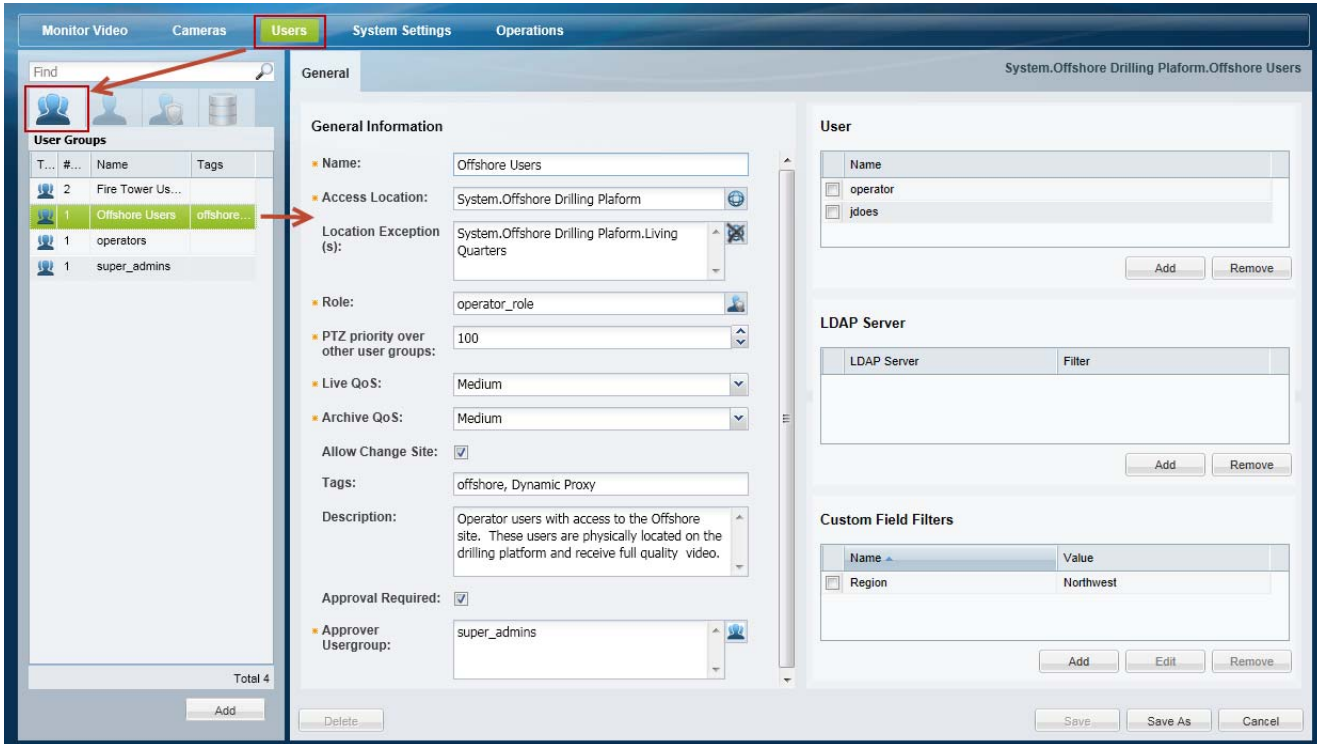 Monitor Video Cameras Users System Settings Operations
Find
User Groups
T... #... Name Tags
2 Fire Tower Us...
1 Offshore Users offshore...
1 operators
1 super_admins
Total 4
Add
General
System.Offshore Drilling Plaform.Offshore Users
General Information
Name: Offshore Users
Access Location: System.Offshore Drilling Plaform
Location Exception
(s):
System.Offshore Drilling Plaform.Living
Quarters
Role: operator_role
PTZ priority over
other user groups:
100
Live QoS: Medium
Archive QoS: Medium
Allow Change Site:
Tags: offshore, Dynamic Proxy
Description:
Operator users with access to the Offshore
site. These users are physically located on the
drilling platform and receive full quality video.
Approval Required:
Approver
Usergroup:
super_admins
Delete
User
Name
operator
jdoes
Add Remove
LDAP Server
LDAP Server Filter
Add Remove
Custom Field Filters
Name Value
Region Northwest
Add Edit Remove
Save Save As Cancel